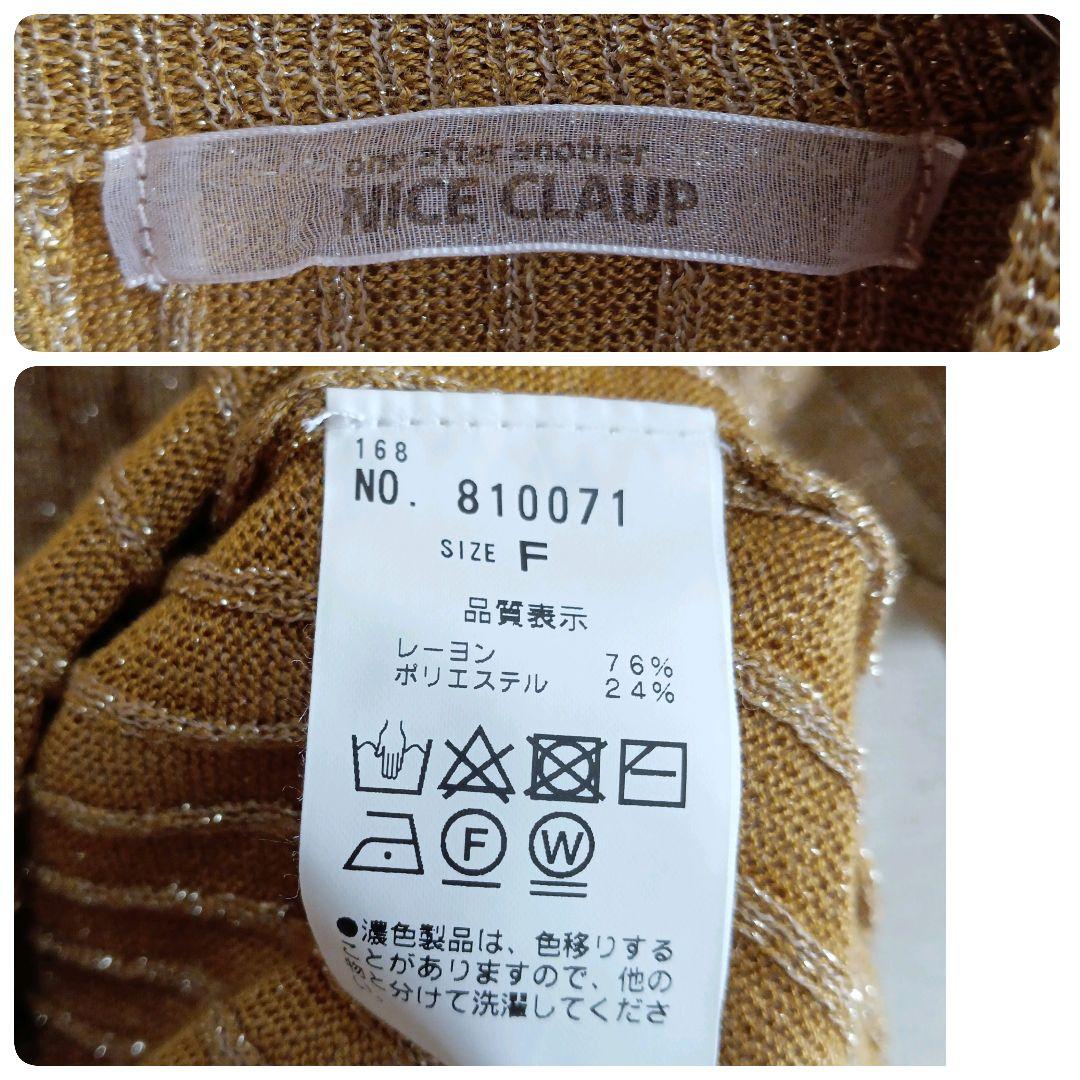 one after another
NICE CLAUP
168
NO. 810071
SIZE F
品質表示
レーヨン 76%
ポリエステル 24%
F W
●濃色製品は、色移りする
ことがありますので、他の
物と分けて洗濯してくださ